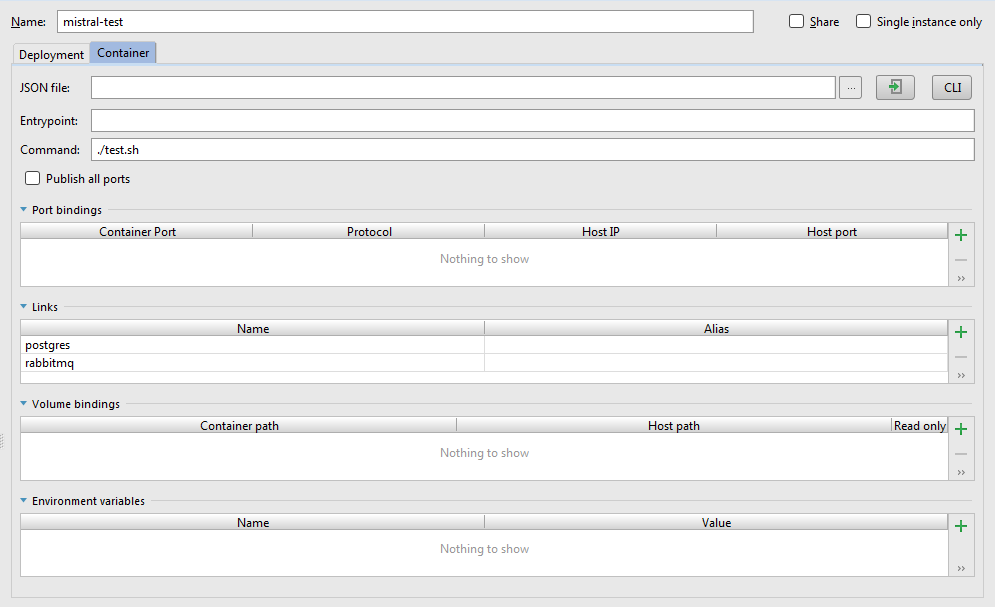 Name: mistral-test Share Single instance only
Deployment Container
JSON file: ... CLI
Entrypoint:
Command: ./test.sh
Publish all ports
Port bindings
Container Port Protocol Host IP Host port
Nothing to show
Links
Name Alias
postgres
rabbitmq
Volume bindings
Container path Host path Read only
Nothing to show
Environment variables
Name Value
Nothing to show